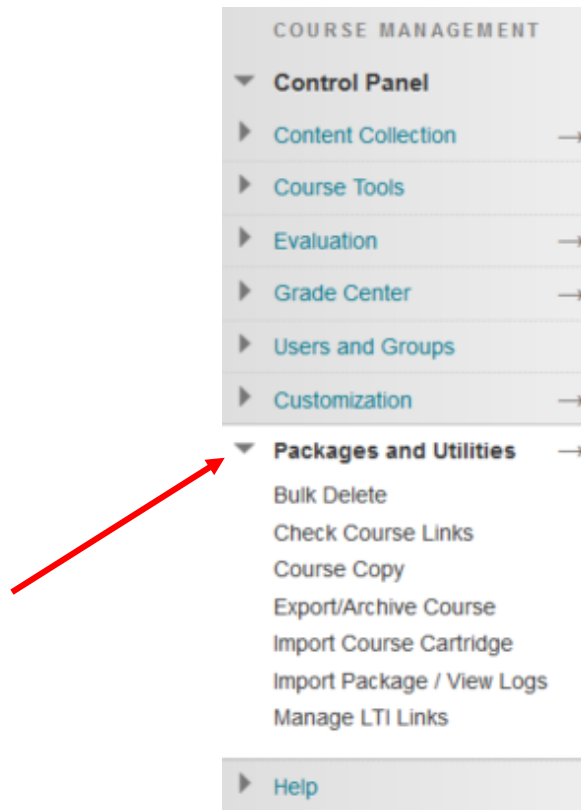 COURSE MANAGEMENT
Control Panel
Content Collection
Course Tools
Evaluation
Grade Center
Users and Groups
Customization
Packages and Utilities
Bulk Delete
Check Course Links
Course Copy
Export/Archive Course
Import Course Cartridge
Import Package / View Logs
Manage LTI Links
Help